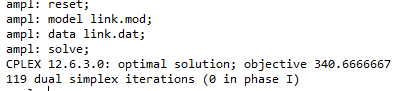 ampl: reset;
ampl: model link.mod;
ampl: data link.dat;
ampl: solve;
CPLEX 12.6.3.0: optimal solution; objective 340.6666667
119 dual simplex iterations (0 in phase I)